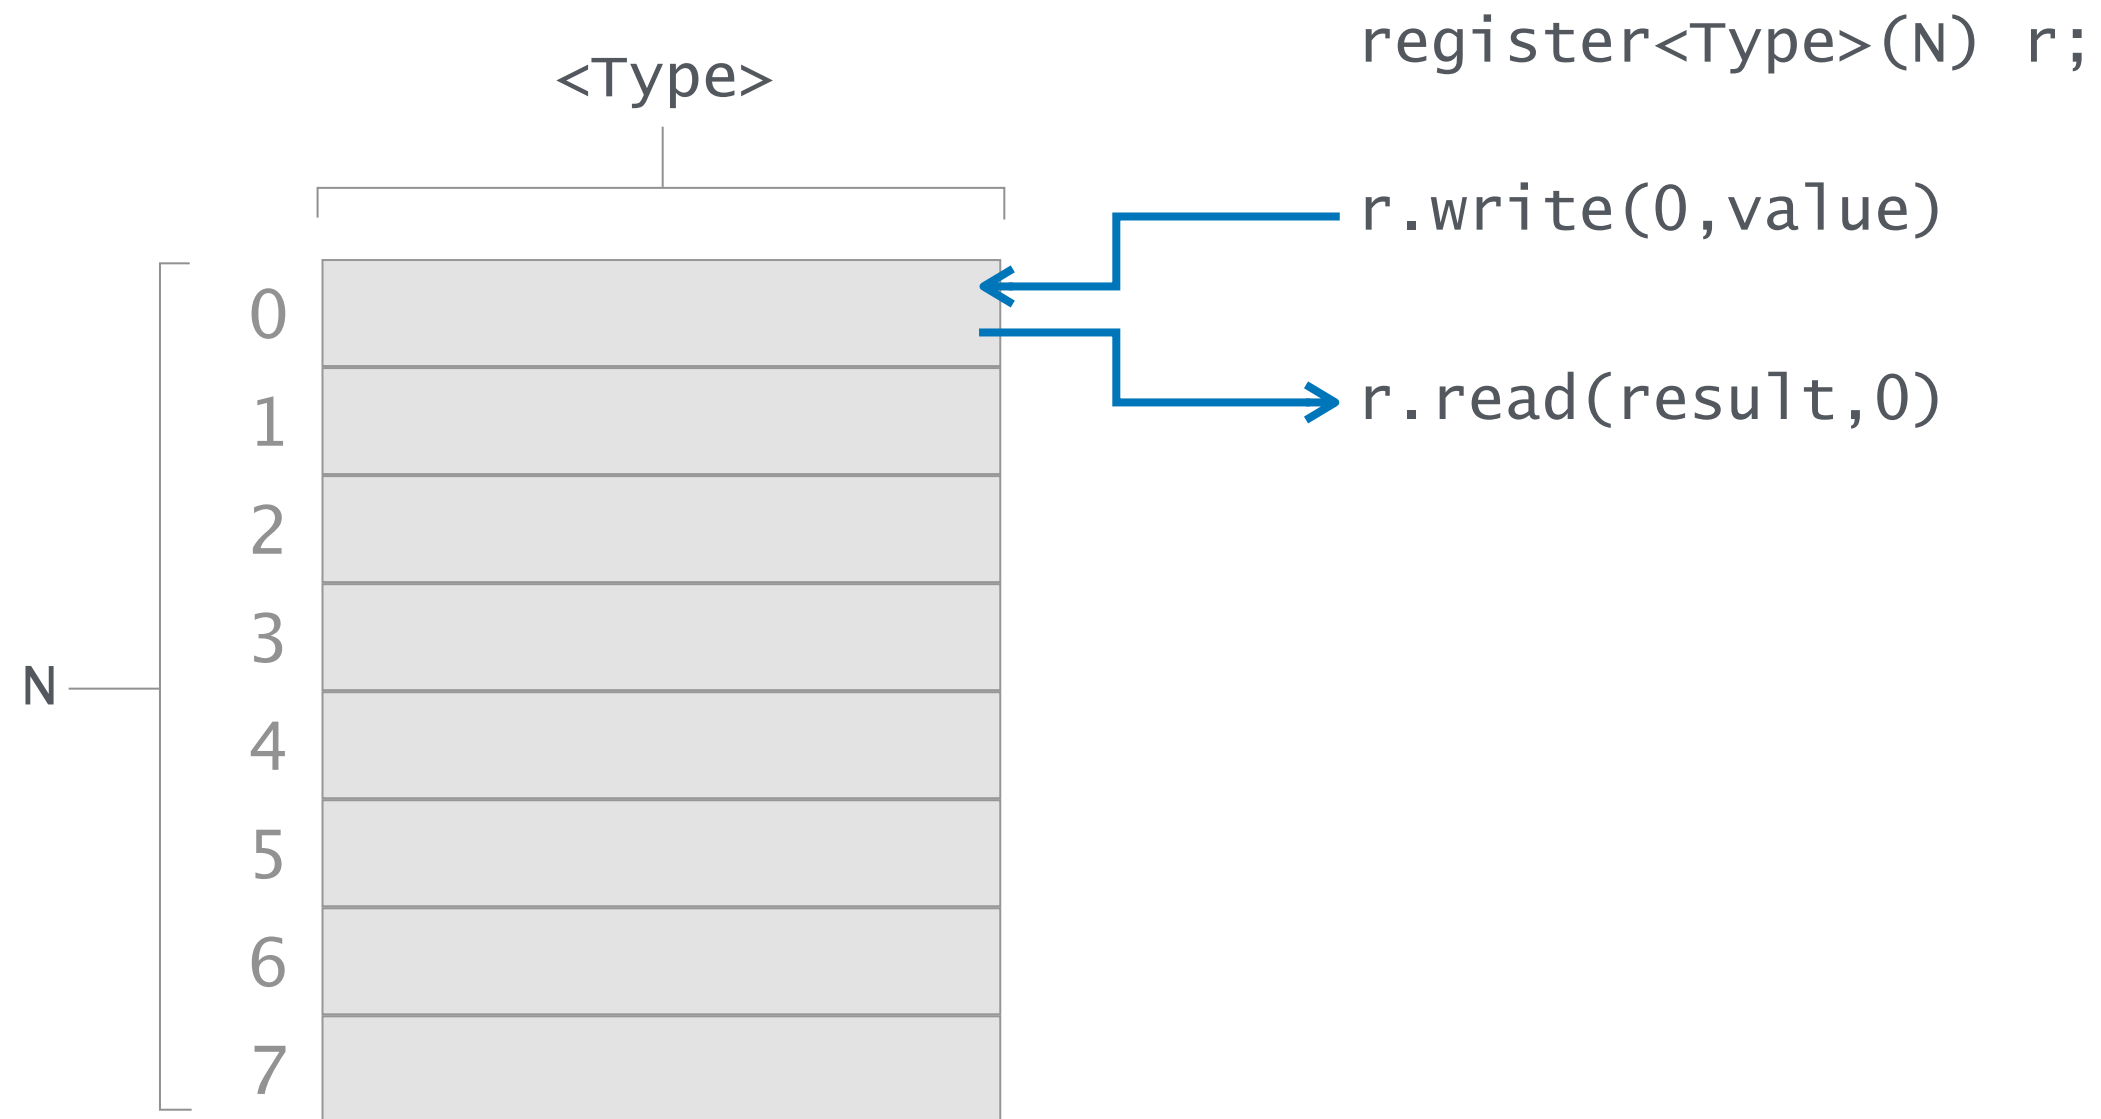 register<Type>(N) r;
<Type>
r.write(0,value)
0
r.read(result,0)
1
2
3
N
4
5
6
7